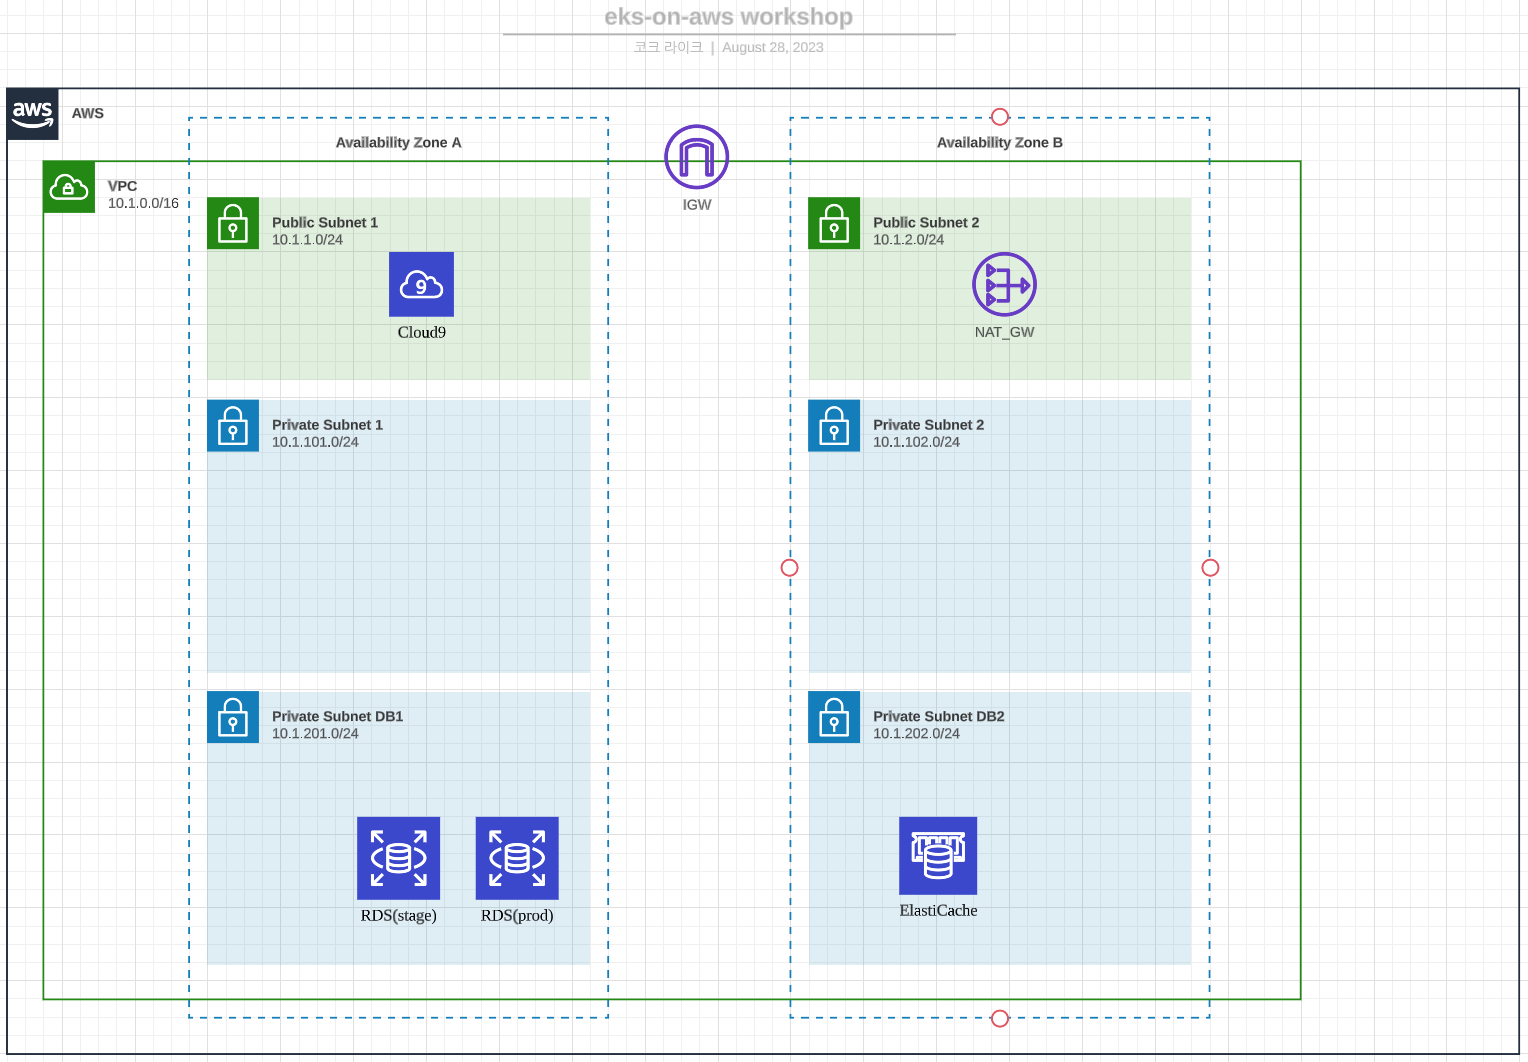 eks-on-aws workshop
코크 라이크 | August 28, 2023
aws
AWS
Availability Zone A
Availability Zone B
VPC
10.1.0.0/16
IGW
Public Subnet 1
10.1.1.0/24
9
Cloud9
Public Subnet 2
10.1.2.0/24
NAT_GW
Private Subnet 1
10.1.101.0/24
Private Subnet 2
10.1.102.0/24
Private Subnet DB1
10.1.201.0/24
RDS(stage)
RDS(prod)
Private Subnet DB2
10.1.202.0/24
ElastiCache